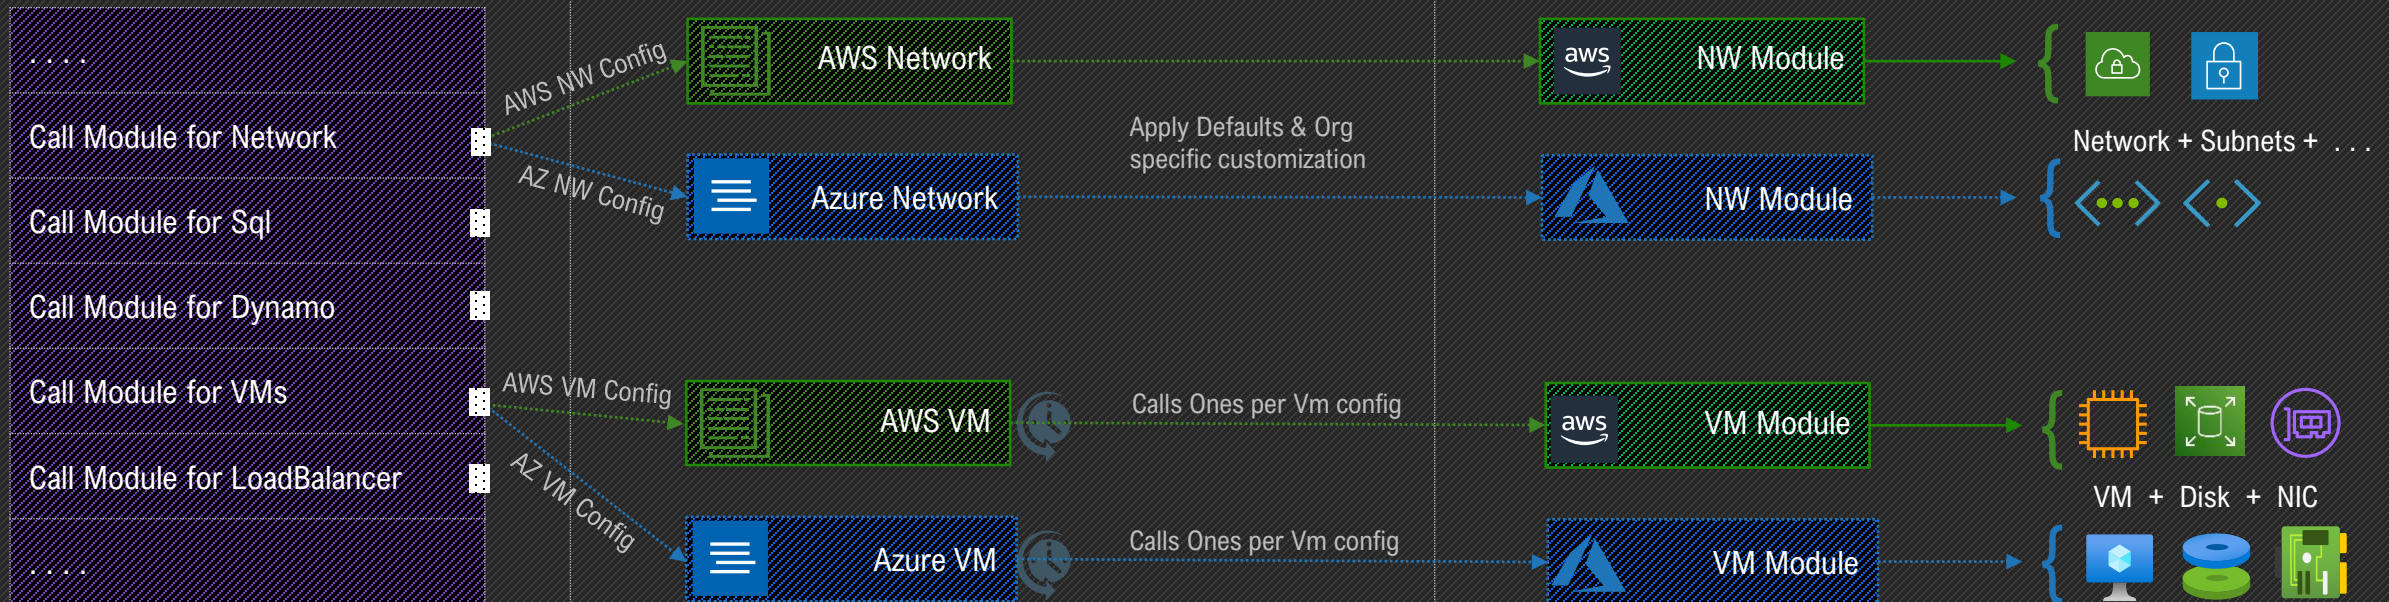 . . . .
Call Module for Network
Call Module for Sql
Call Module for Dynamo
Call Module for VMs
Call Module for LoadBalancer
. . . .
AWS NW Config
AZ NW Config
AWS VM Config
AZ VM Config
AWS Network
Azure Network
AWS VM
Azure VM
Apply Defaults & Org
specific customization
Calls Ones per Vm config
Calls Ones per Vm config
aws
NW Module
NW Module
aws
VM Module
VM Module
Network + Subnets + . . .
VM + Disk + NIC